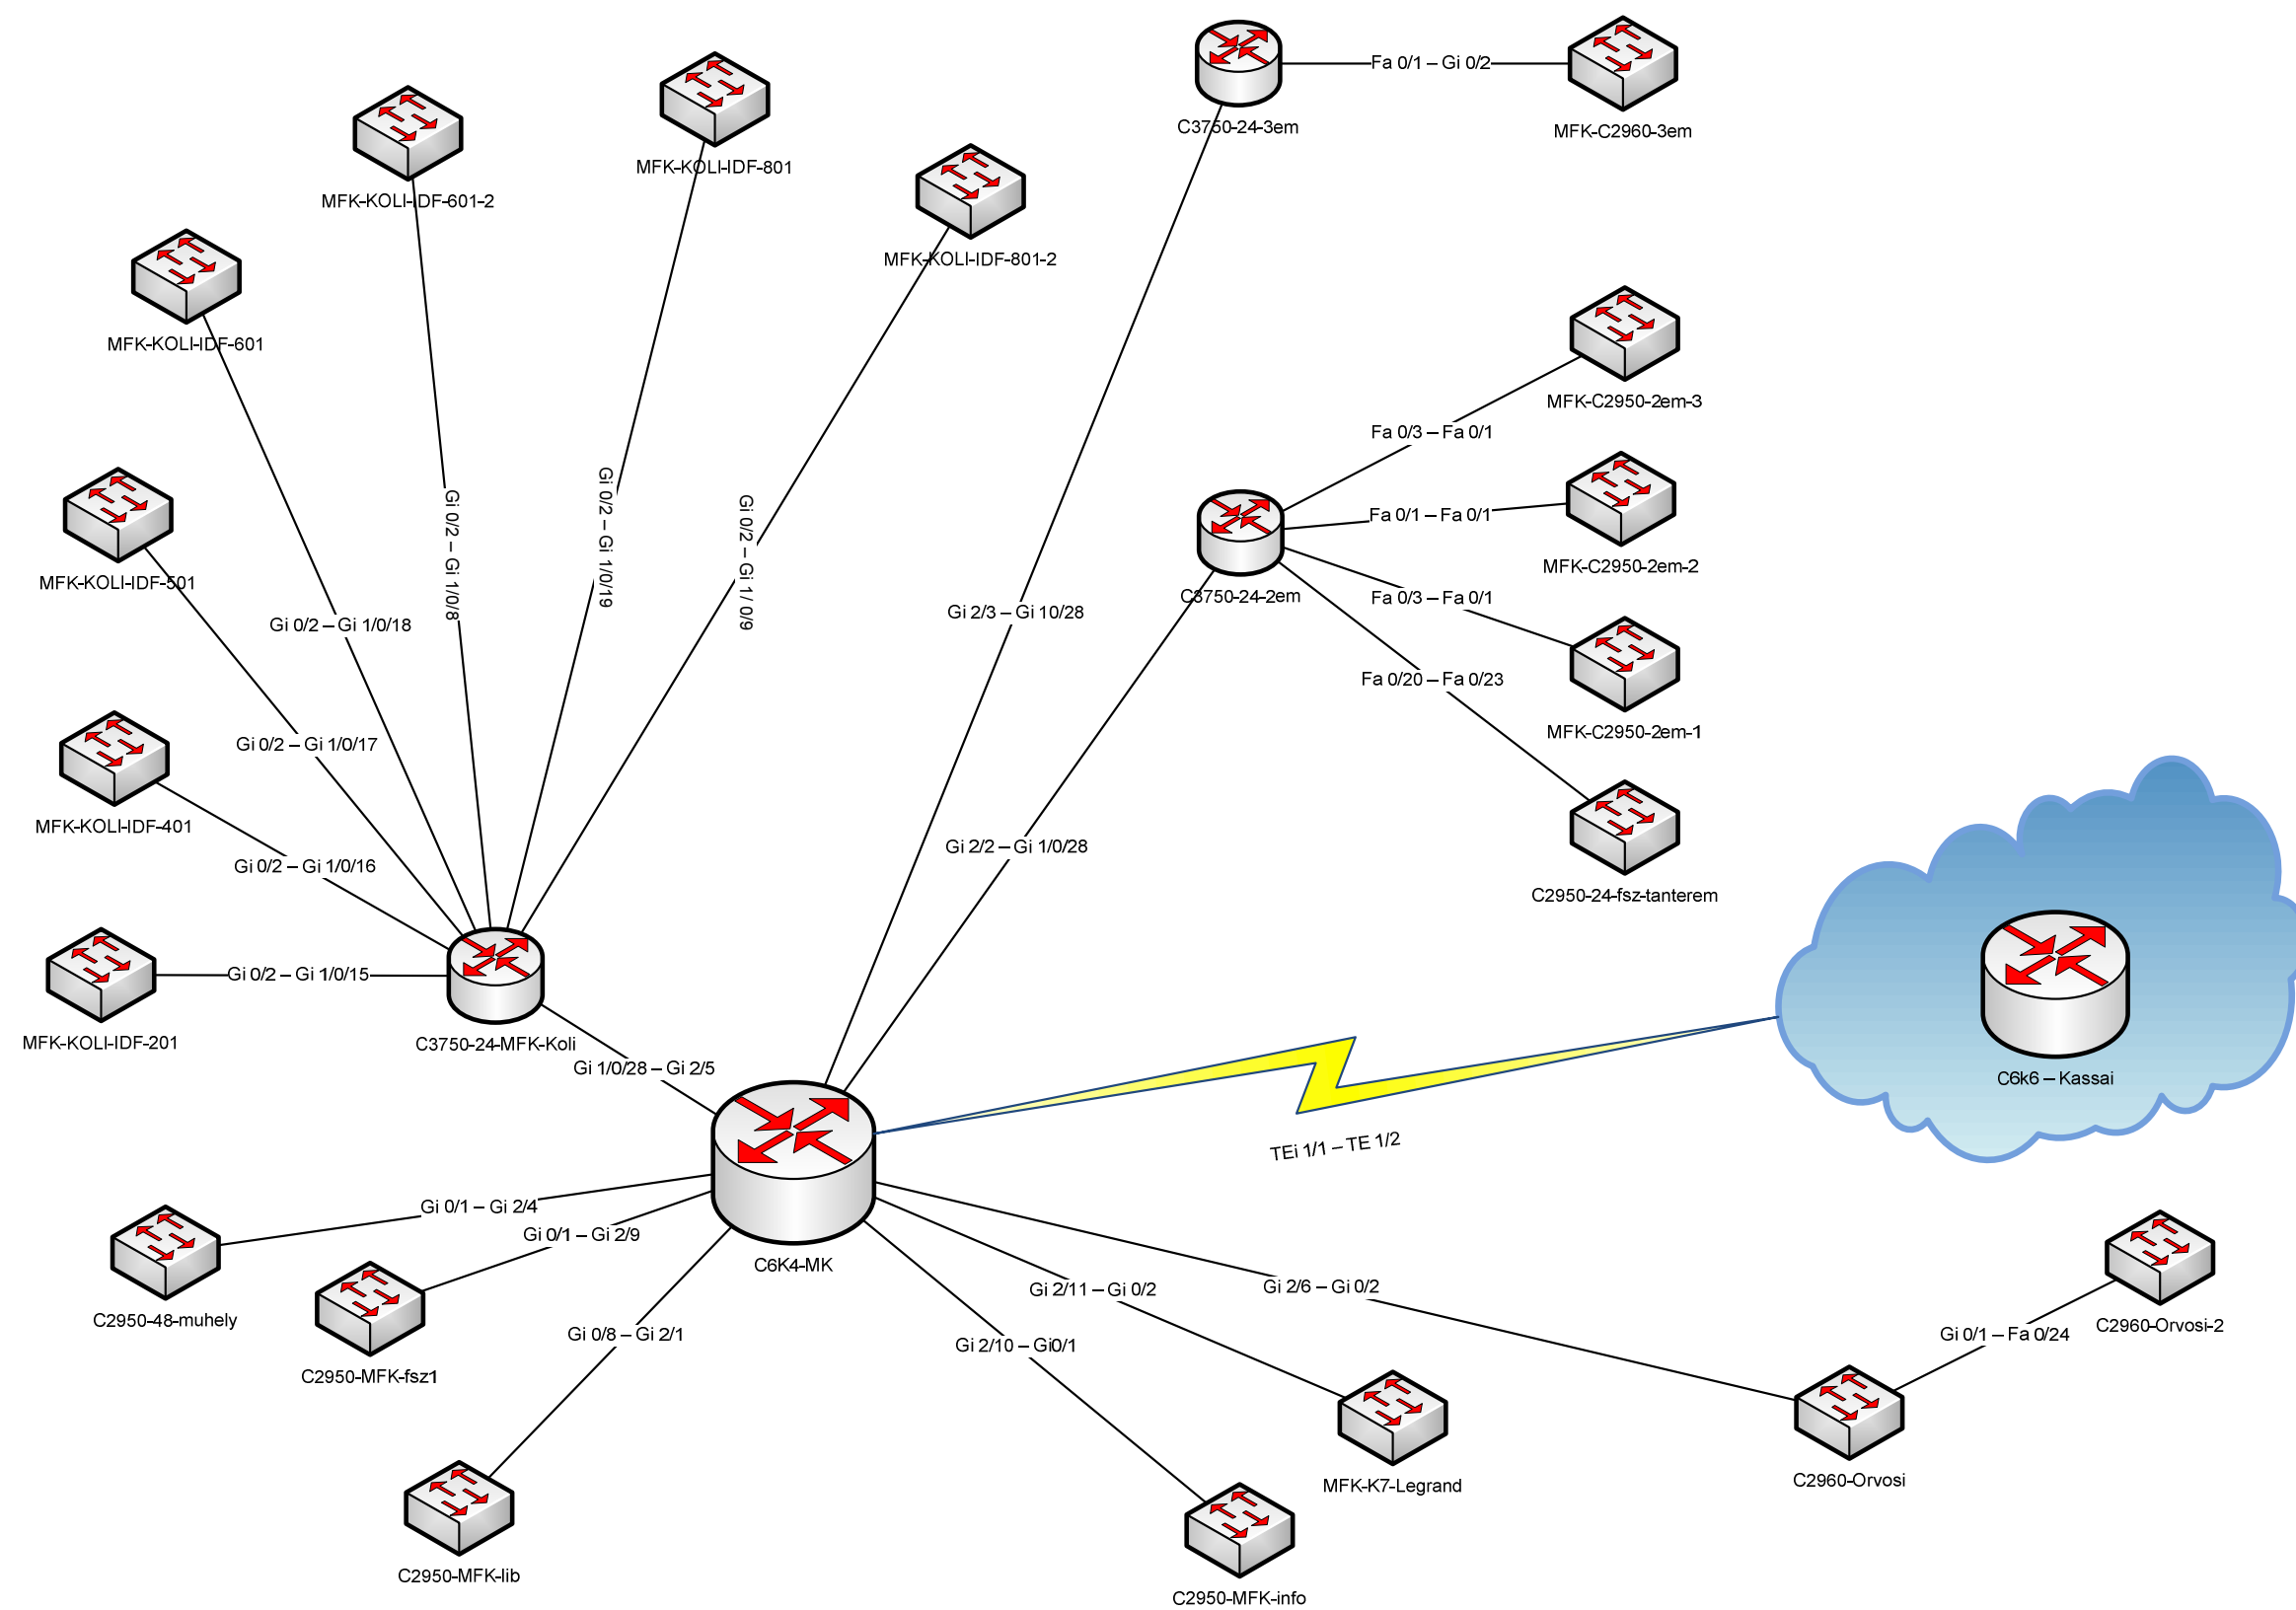 Fa 0/1 – Gi 0/2
C3750-24-3em
MFK-C2960-3em
MFK-KOLI-IDF-801
MFK-KOLI-IDF-601-2
MFK-KOLI-IDF-801-2
MFK-KOLI-IDF-601
MFK-C2950-2em-3
Fa 0/3 – Fa 0/1
Gi 0/2 – Gi 1/0/8
Gi 0/2 – Gi 1/0/19
Gi 0/2 – Gi 1/ 0/9
Fa 0/1 – Fa 0/1
MFK-C2950-2em-2
MFK-KOLI-IDF-501
C3750-24-2em
Fa 0/3 – Fa 0/1
Gi 2/3 – Gi 10/28
Gi 0/2 – Gi 1/0/18
Fa 0/20 – Fa 0/23
MFK-C2950-2em-1
Gi 0/2 – Gi 1/0/17
MFK-KOLI-IDF-401
Gi 2/2 – Gi 1/0/28
Gi 0/2 – Gi 1/0/16
C2950-24-fsz-tanterem
Gi 0/2 – Gi 1/0/15
MFK-KOLI-IDF-201
C3750-24-MFK-Koli
Gi 1/0/28 – Gi 2/5
C6k6 – Kassai
TEi 1/1 – TE 1/2
Gi 0/1 – Gi 2/4
Gi 0/1 – Gi 2/9
C6K4-MK
Gi 2/11 – Gi 0/2
Gi 2/6 – Gi 0/2
C2950-48-muhely
C2960-Orvosi-2
Gi 0/8 – Gi 2/1
Gi 2/10 – Gi0/1
Gi 0/1 – Fa 0/24
C2950-MFK-fsz1
MFK-K7-Legrand
C2960-Orvosi
C2950-MFK-lib
C2950-MFK-info